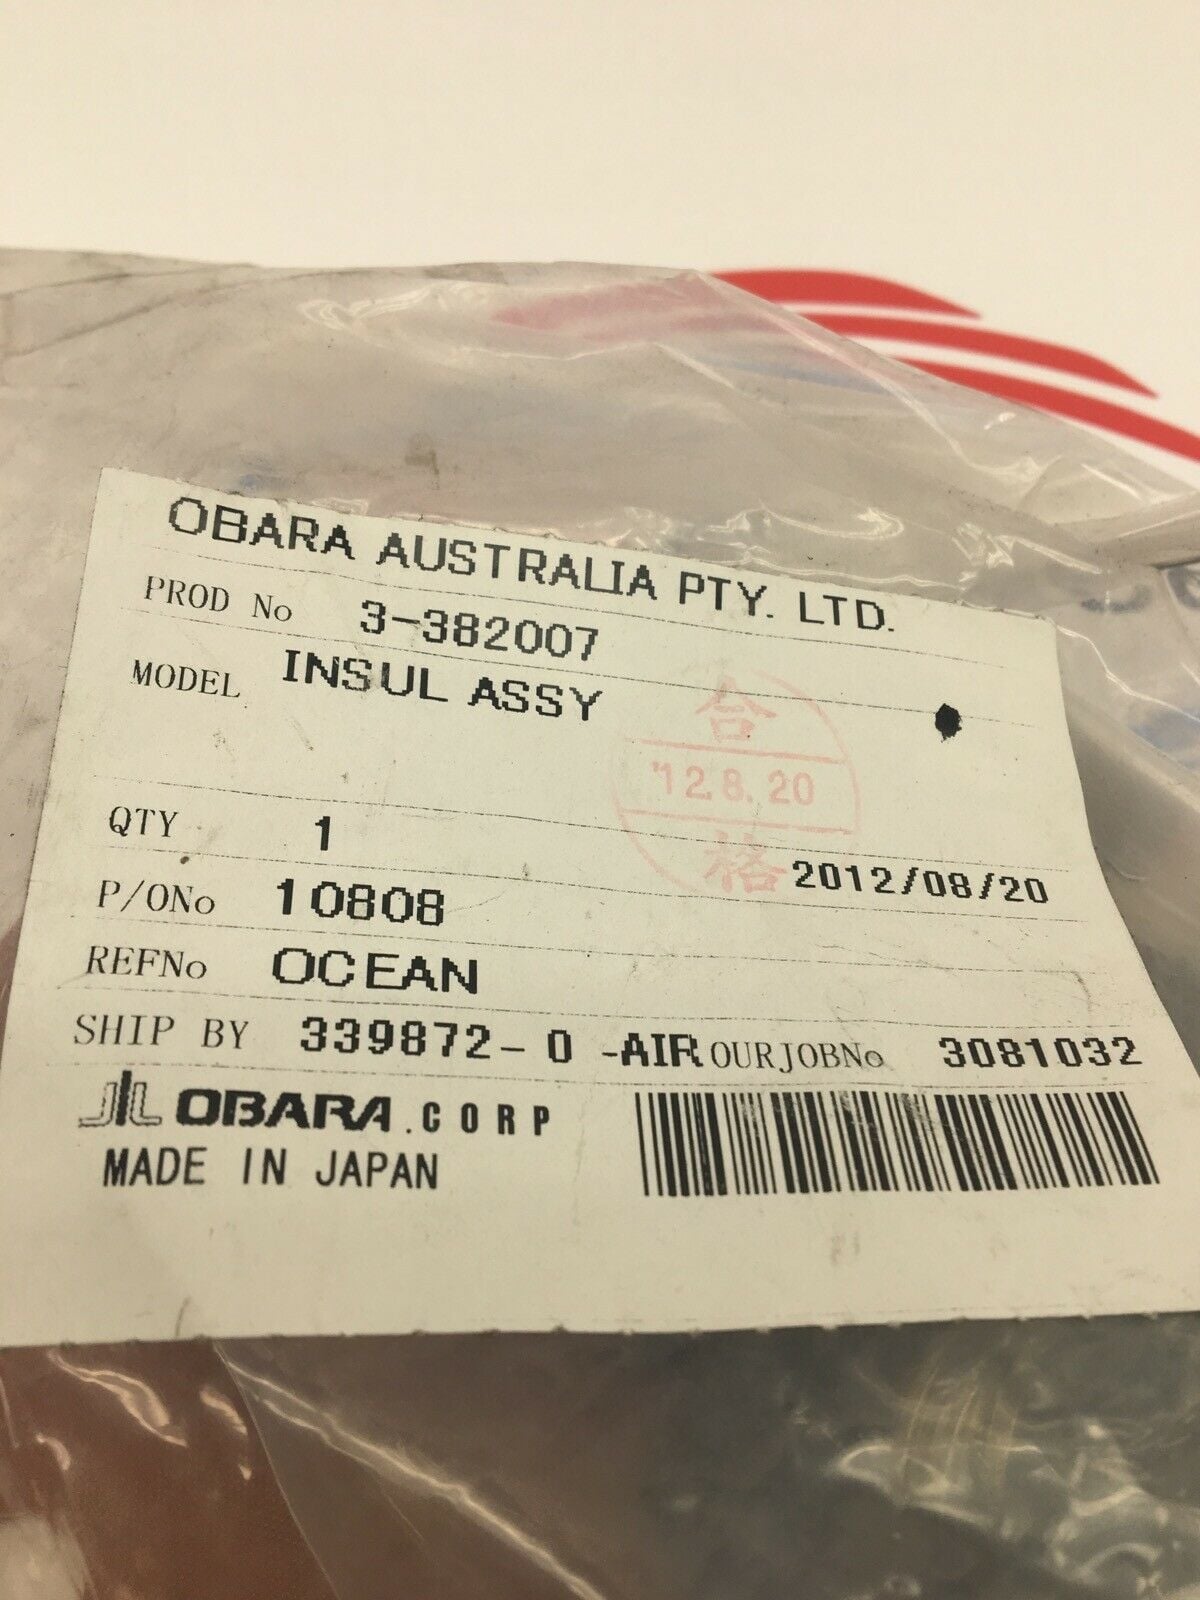 OBARA AUSTRALIA PTY. LTD.
PROD No 3-382007
MODEL INSUL ASSY
合
'12.8.20
格
QTY 1
2012/08/20
P/ONo 10808
REFNo OCEAN
SHIP BY 339872-0 -AIR OURJOBNo 3081032
OBARA.CORP
MADE IN JAPAN